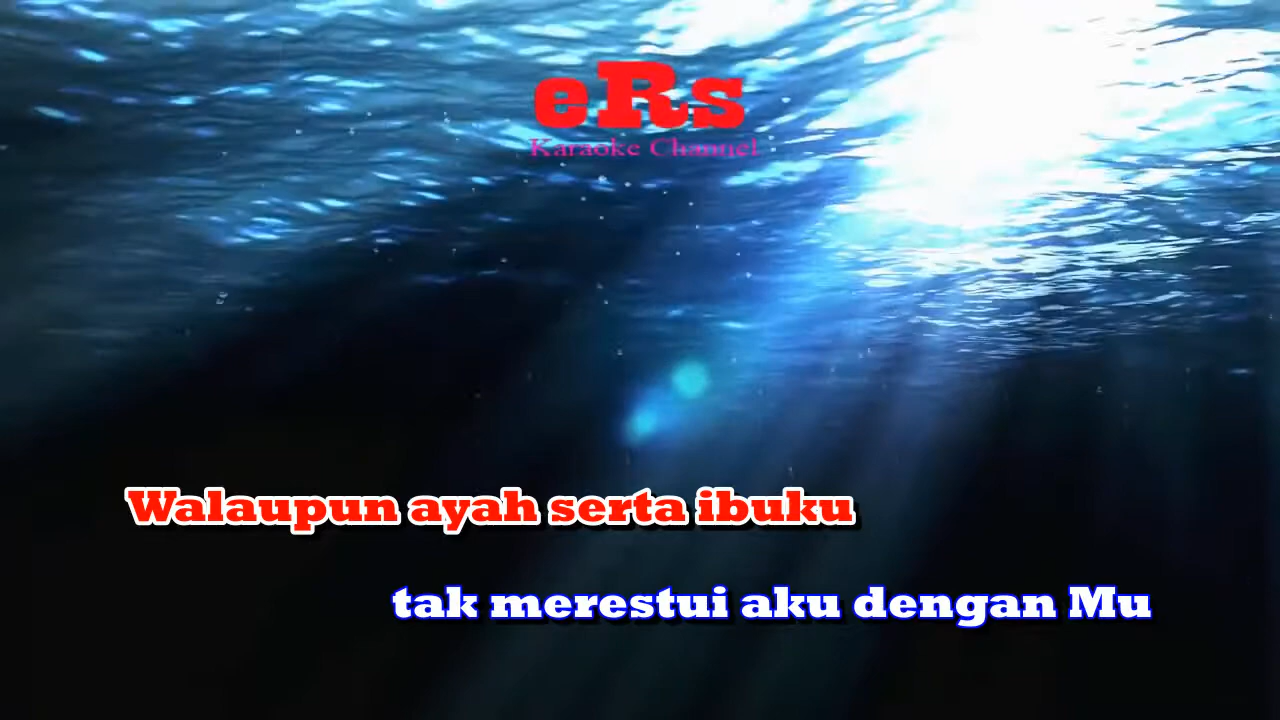 eRs
Karaoke Channel
Walaupun ayah serta ibuku
tak merestui aku dengan Mu